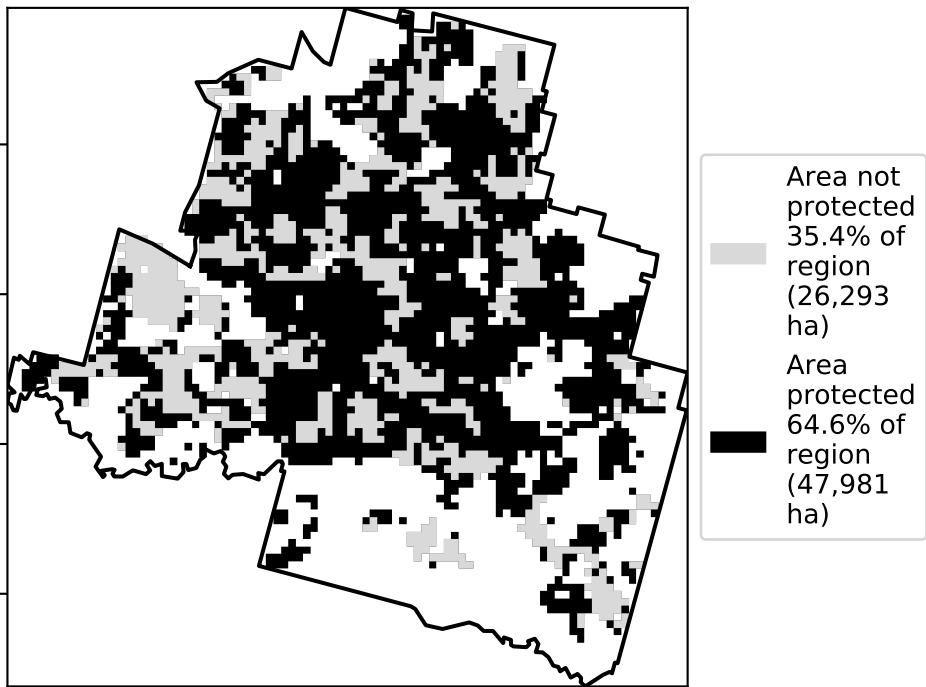 Area not
protected
35.4% of
region
(26,293
ha)
Area
protected
64.6% of
region
(47,981
ha)